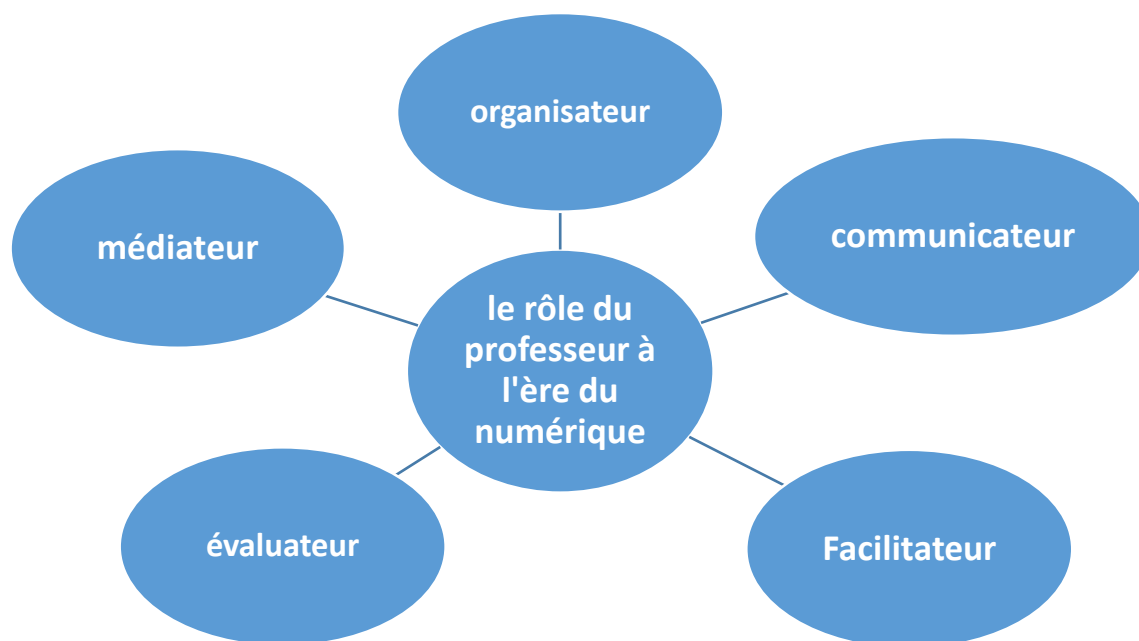 organisateur
médiateur
communicateur
le rôle du
professeur à
l'ère du
numérique
évaluateur
Facilitateur